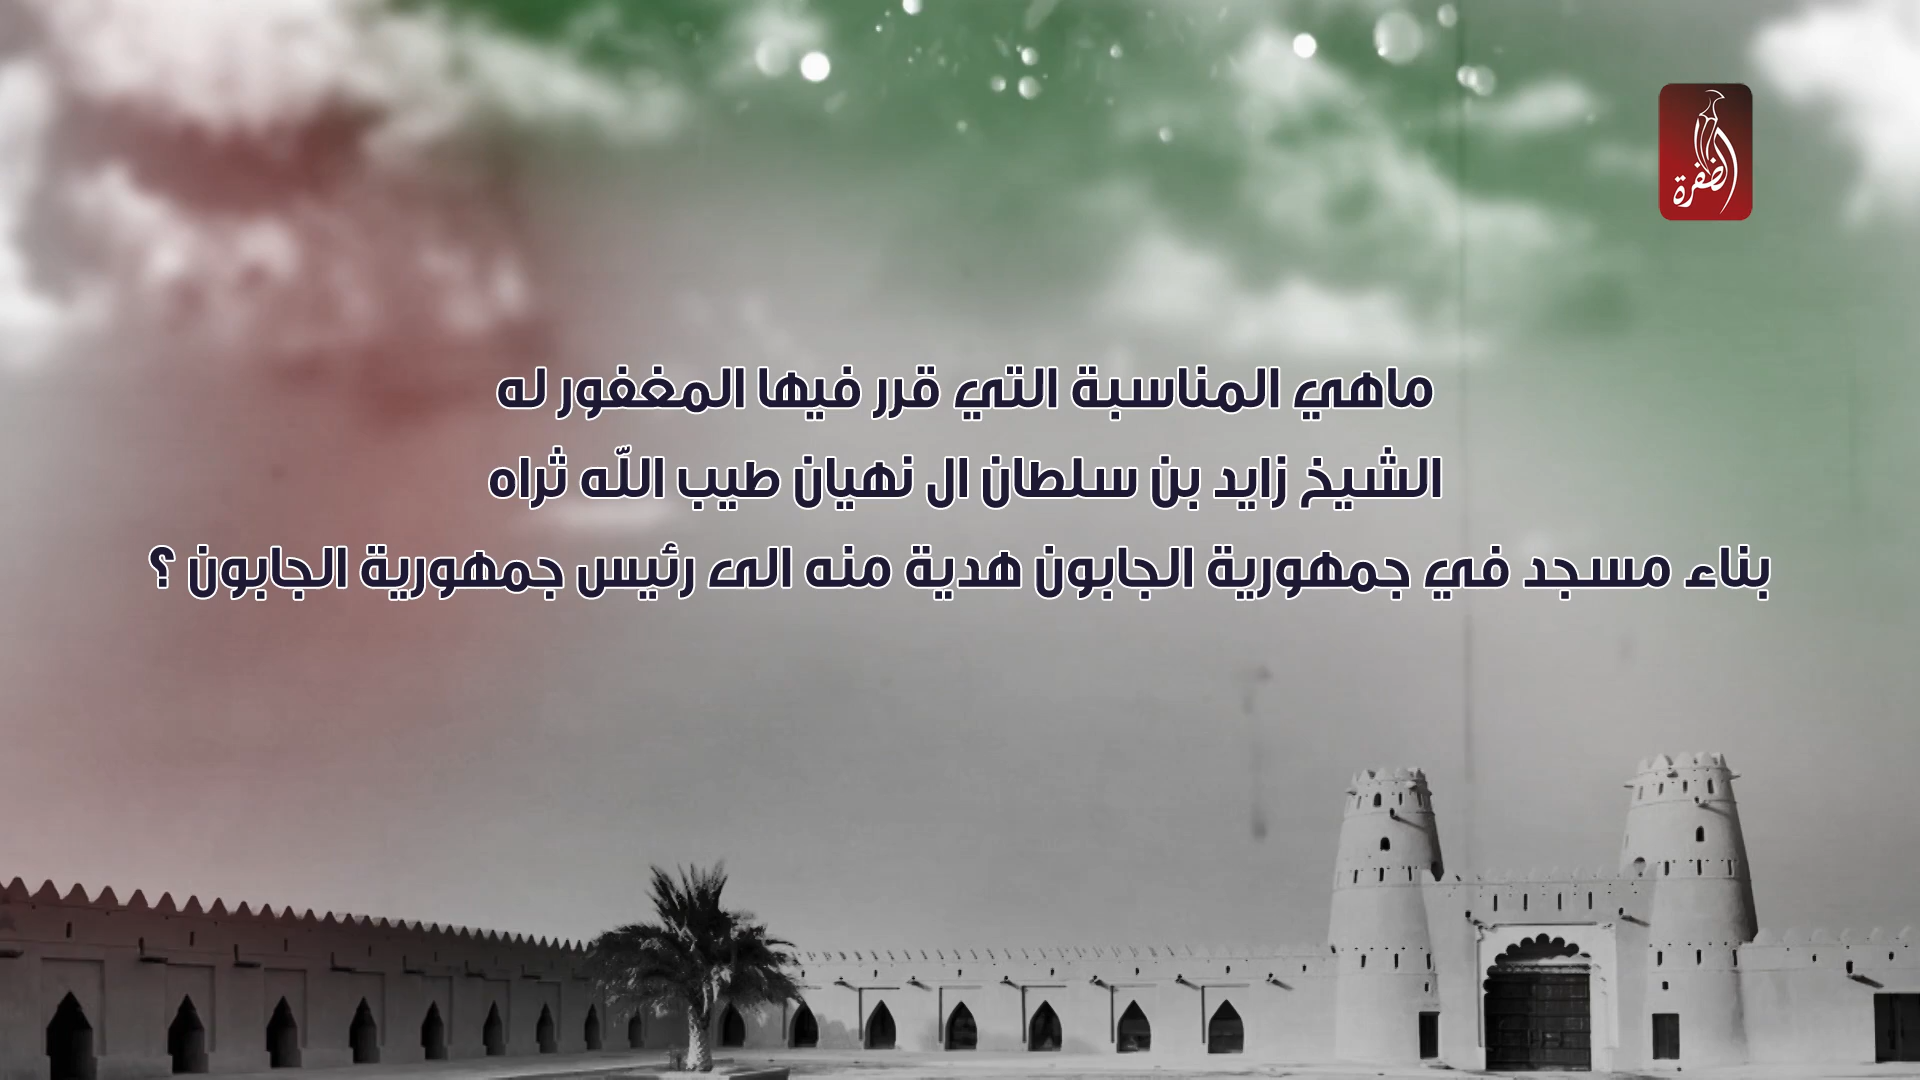 الظفرة
ماهي المناسبة التي قرر فيها المغفور له
الشيخ زايد بن سلطان ال نهيان طيب الله ثراه
بناء مسجد في جمهورية الجابون هدية منه الى رئيس جمهورية الجابون ؟